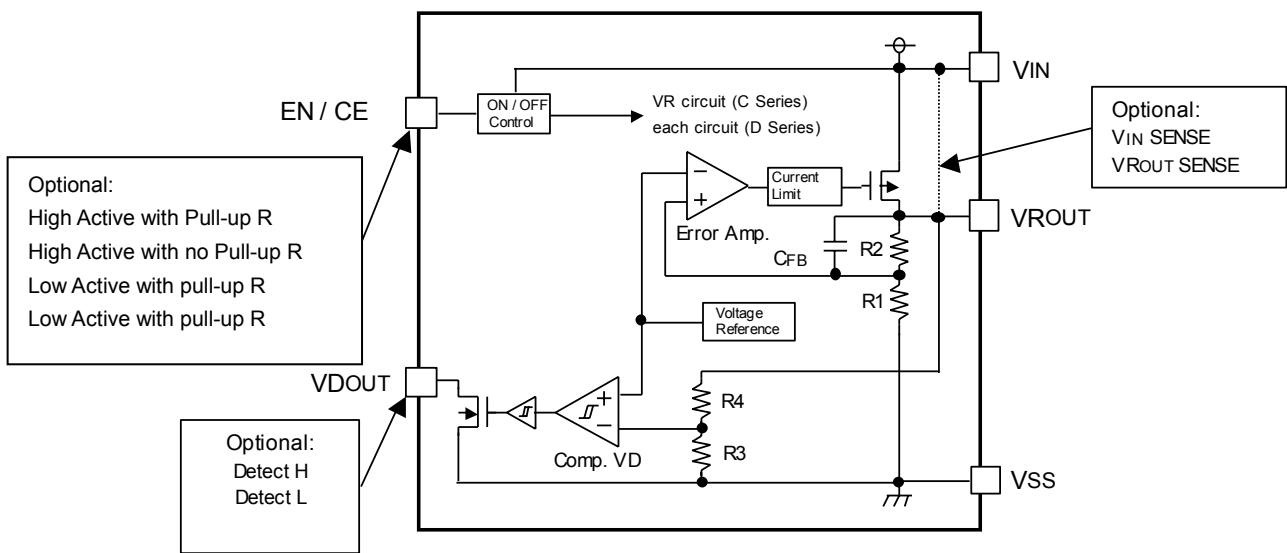 VIN
EN / CE
ON / OFF
Control
VR circuit (C Series)
each circuit (D Series)
Optional:
VIN SENSE
VROUT SENSE
Optional:
High Active with Pull-up R
High Active with no Pull-up R
Low Active with pull-up R
Low Active with pull-up R
−
+
Error Amp.
Current
Limit
VROUT
CFB
R2
R1
Voltage
Reference
VDOUT
+
−
Comp. VD
R4
R3
Optional:
Detect H
Detect L
VSS